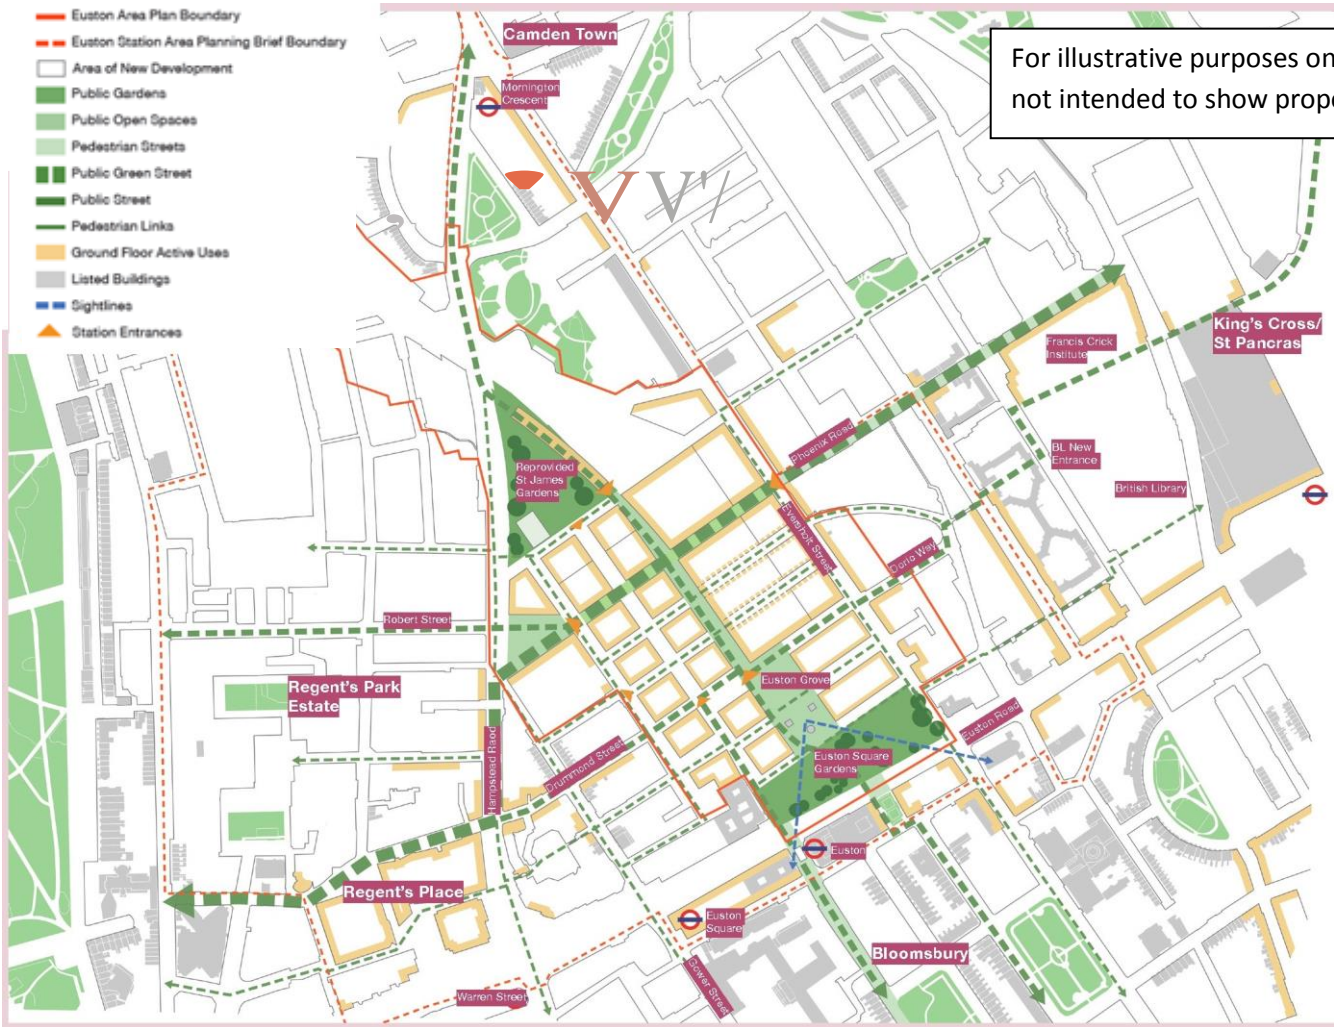 Euston Area Plan Boundary
Euston Station Area Planning Brief Boundary
Area of New Development
Public Gardens
Public Open Spaces
Pedestrian Streets
Public Green Street
Public Street
Pedestrian Links
Ground Floor Active Uses
Listed Buildings
Sightlines
Station Entrances
Camden Town
For illustrative purposes on
not intended to show prope
Mornington
Crescent
V V'/
King's Cross/
St Pancras
Francis Crick
Institute
Phoenix Road
BL New
Entrance
British Library
Reprovided
St James
Gardens
Eversholt Street
Doric Way
Robert Street
Euston Grove
Regent's Park
Estate
Euston Road
Hampstead Raod
Drummond Street
Euston Square
Gardens
Euston
Regent's Place
Euston
Square
Bloomsbury
Gower Street
Warren Street